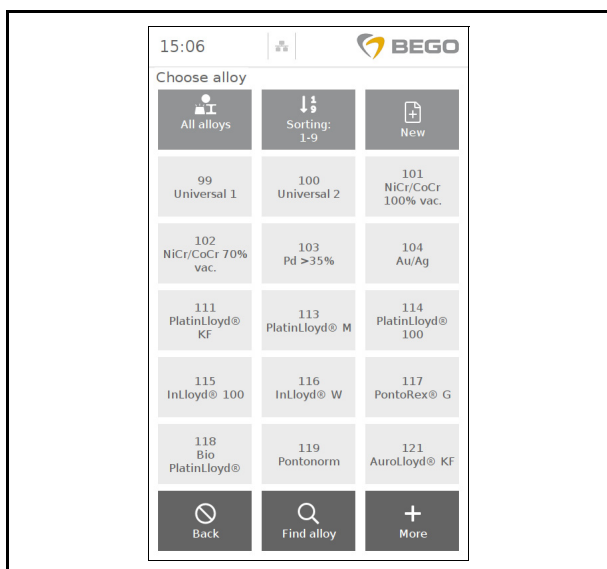 15:06
BEGO
Choose alloy
All alloys
Sorting:
1-9
New
99
Universal 1
100
Universal 2
101
NiCr/CoCr
100% vac.
102
NiCr/CoCr 70%
vac.
103
Pd >35%
104
Au/Ag
111
PlatinLloyd®
KF
113
PlatinLloyd® M
114
PlatinLloyd®
100
115
InLloyd® 100
116
InLloyd® W
117
PontoRex® G
118
Bio
PlatinLloyd®
119
Pontonorm
121
AuroLloyd® KF
Back
Find alloy
More